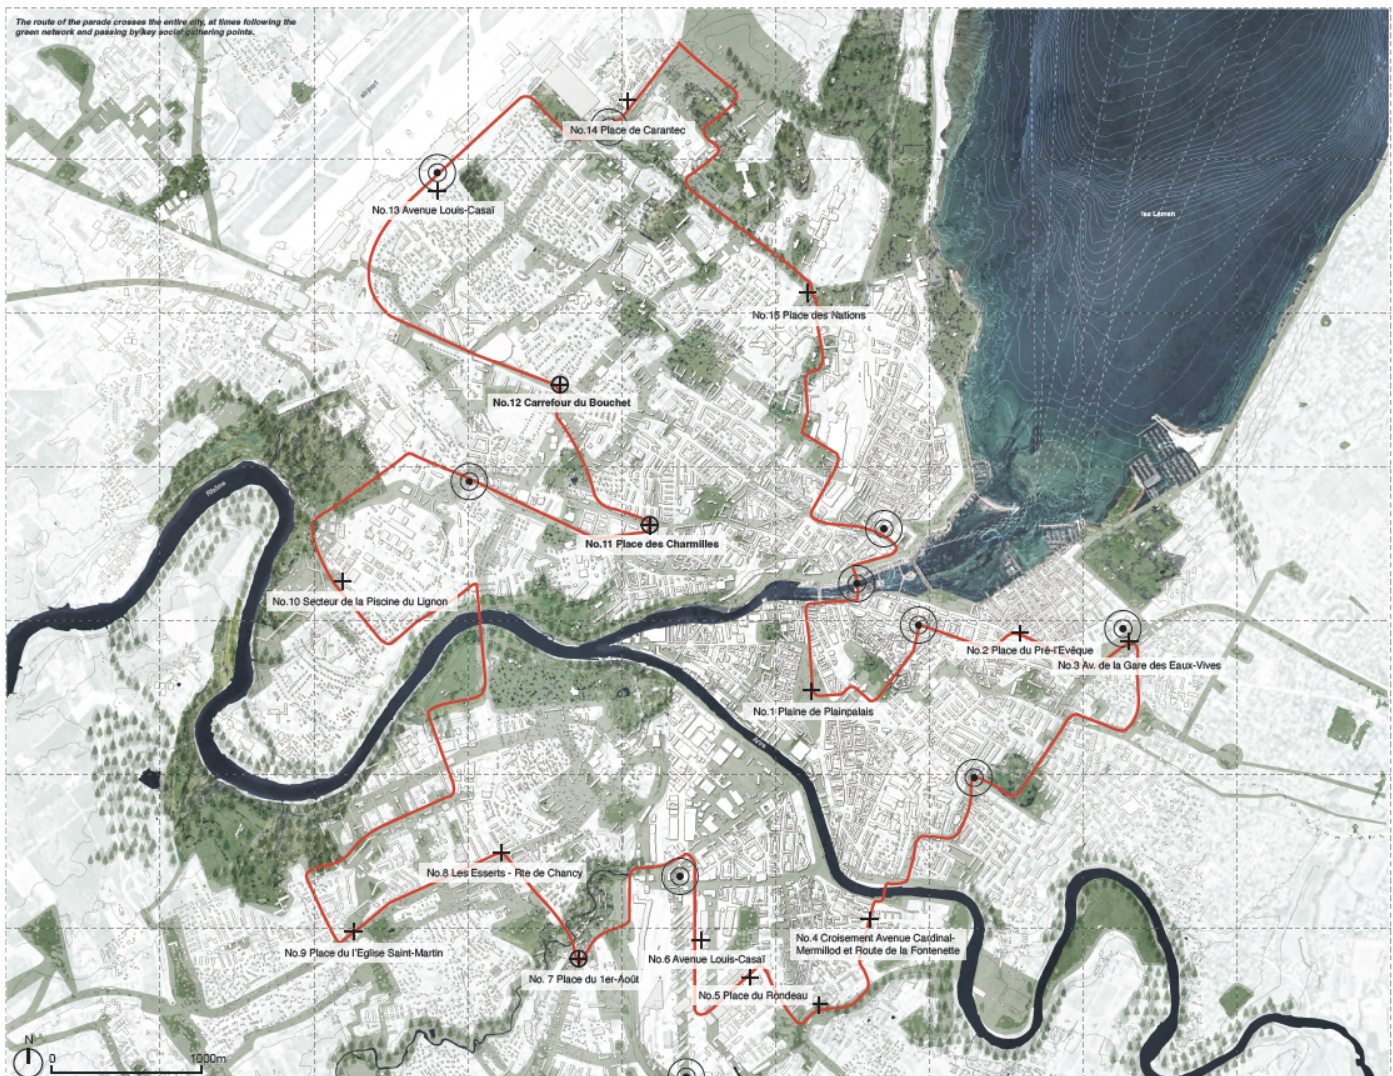 The route of the parade crosses the entire city, at times following the
green network and passing by key social gathering points.
airport
No.14 Place de Carantec
No.13 Avenue Louis-Casaï
lac Léman
No.15 Place des Nations
No.12 Carrefour du Bouchet
Rhône
No.11 Place des Charmilles
No.10 Secteur de la Piscine du Lignon
No.2 Place du Pré-l'Evêque
No.3 Av. de la Gare des Eaux-Vives
No.1 Plaine de Plainpalais
Arve
No.8 Les Esserts - Rte de Chancy
No.4 Croisement Avenue Cardinal-
Mermillod et Route de la Fontenette
No.9 Place du l'Eglise Saint-Martin
No.6 Avenue Louis-Casaï
No. 7 Place du 1er-Août
No.5 Place du Rondeau
N
0 1000m